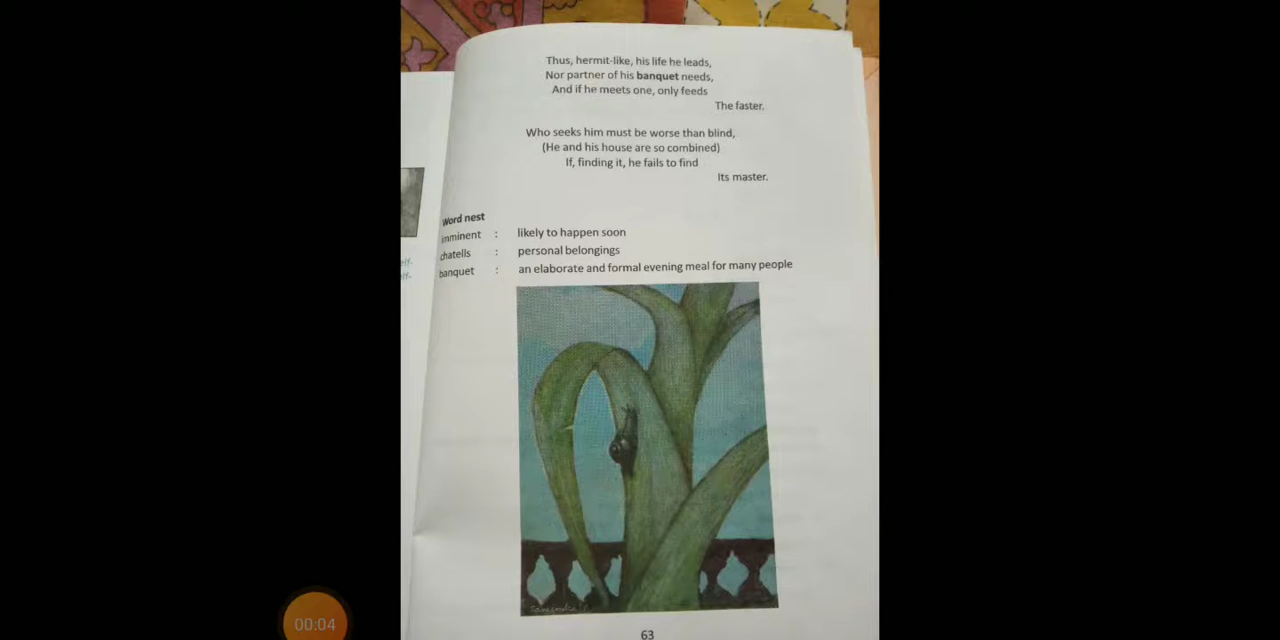 Thus, hermit-like, his life he leads,
Nor partner of his banquet needs,
And if he meets one, only feeds
The faster.
Who seeks him must be worse than blind,
(He and his house are so combined)
If, finding it, he fails to find
Its master.
Word nest
imminent : likely to happen soon
chatells : personal belongings
banquet : an elaborate and formal evening meal for many people
63
00:04